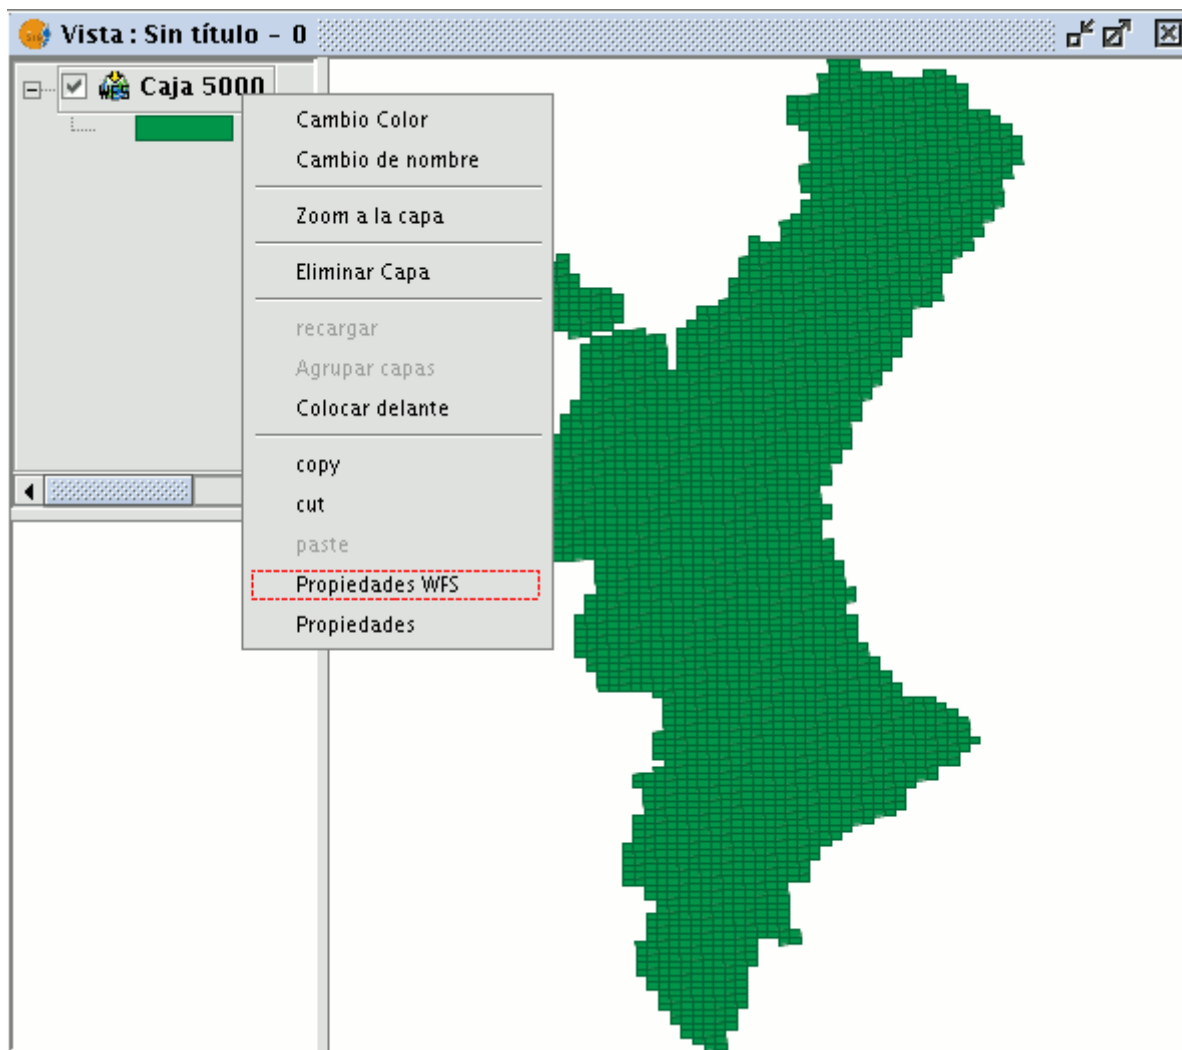 Vista : Sin título - 0
WFS Caja 5000
Cambio Color
Cambio de nombre
Zoom a la capa
Eliminar Capa
recargar
Agrupar capas
Colocar delante
copy
cut
paste
Propiedades WFS
Propiedades